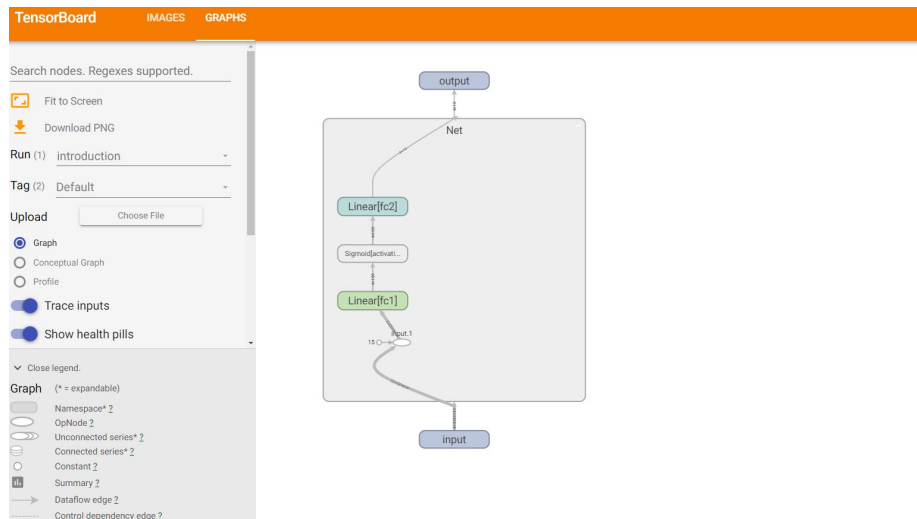 TensorBoard IMAGES GRAPHS
Search nodes. Regexes supported.
Fit to Screen
Download PNG
Run (1) introduction
Tag (2) Default
Upload Choose File
Graph
Conceptual Graph
Profile
Trace inputs
Show health pills
Close legend.
Graph (* = expandable)
Namespace* ?
OpNode ?
Unconnected series* ?
Connected series* ?
Constant ?
Summary ?
Dataflow edge ?
Control dependency edge ?
output
Net
Linear[fc2]
Sigmoid[activati...
Linear[fc1]
input.1
15
input